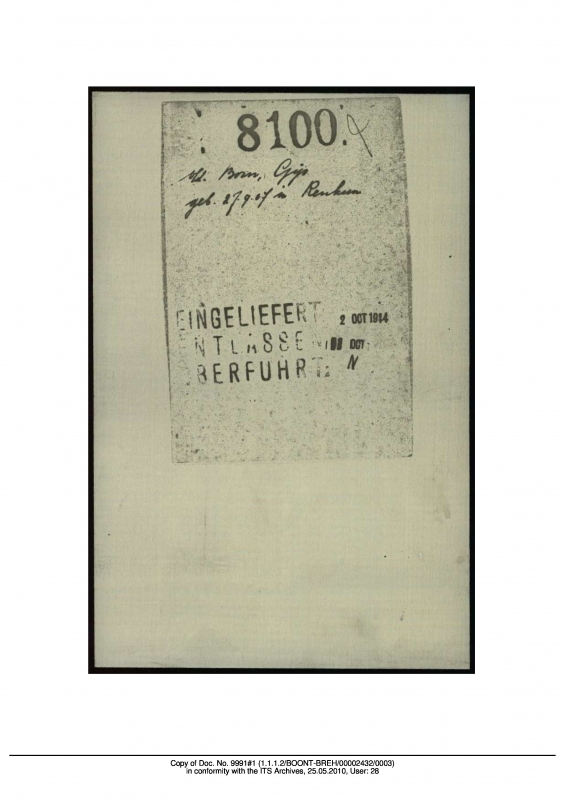 8100.
v.d. Born, Gijs
geb. 27.9.07 in Renkum
EINGELIEFERT: 2 OCT 1944
ENTLASSEN OCT
ÜBERFÜHRT: N
Copy of Doc. No. 9991#1 (1.1.1.2/BOONT-BREH/00002432/0003)
in conformity with the ITS Archives, 25.05.2010, User: 28